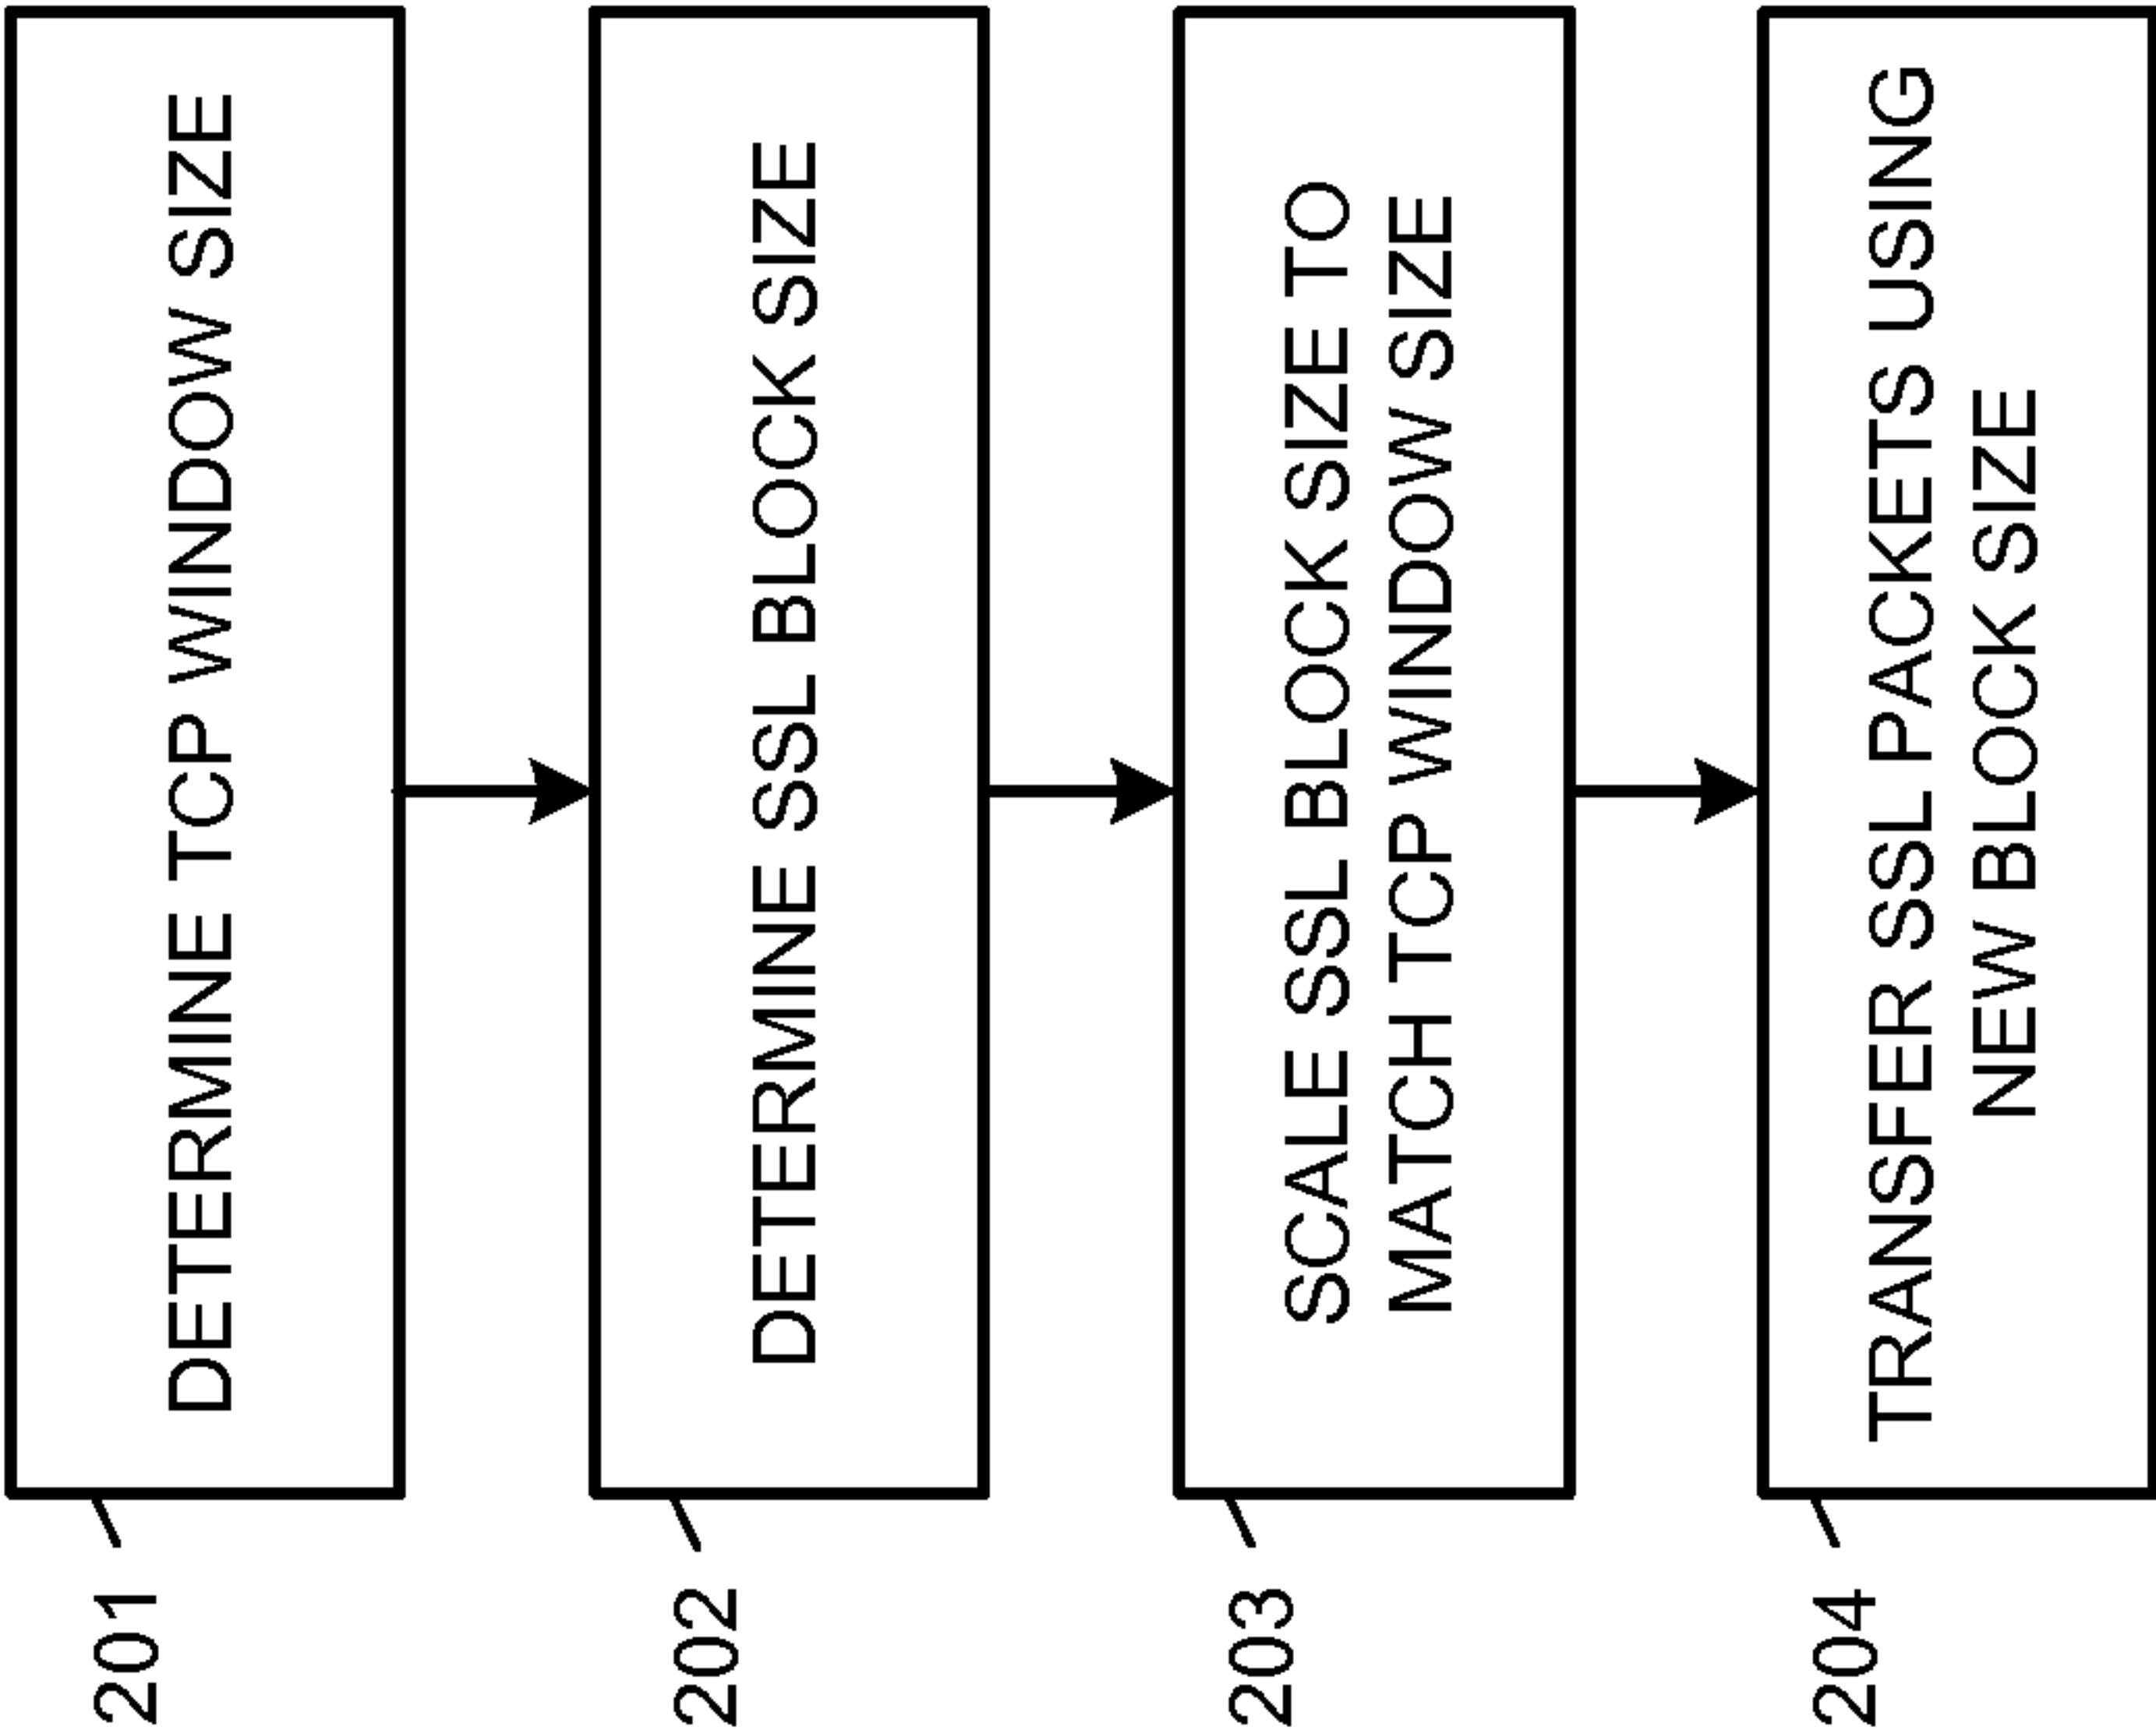 201
DETERMINE TCP WINDOW SIZE
202
DETERMINE SSL BLOCK SIZE
203
SCALE SSL BLOCK SIZE TO
MATCH TCP WINDOW SIZE
204
TRANSFER SSL PACKETS USING
NEW BLOCK SIZE